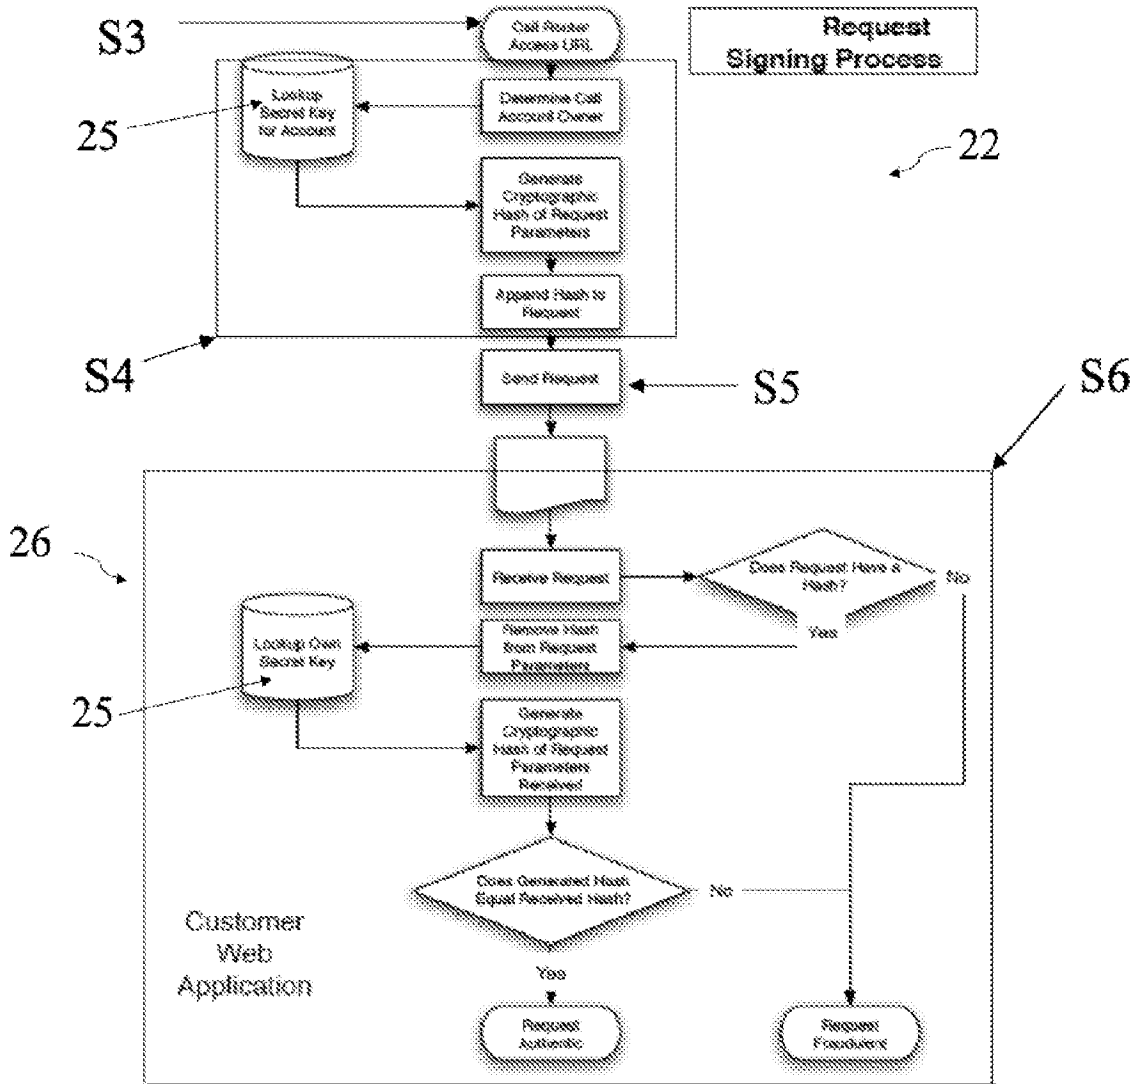 S3
Call Router
Access URL
Request
Signing Process
Lookup
Secret Key
for Account
25
Determine Call
Account Owner
22
Generate
Cryptographic
Hash of Request
Parameters
Append Hash to
Request
S4
Send Request
S5
S6
26
Receive Request
Does Request Have a
Hash?
No
Yes
Lookup Own
Secret Key
25
Remove Hash
from Request
Parameters
Generate
Cryptographic
Hash of Request
Parameters
Received
Does Generated Hash
Equal Received Hash?
No
Yes
Customer
Web
Application
Request
Authentic
Request
Fraudulent